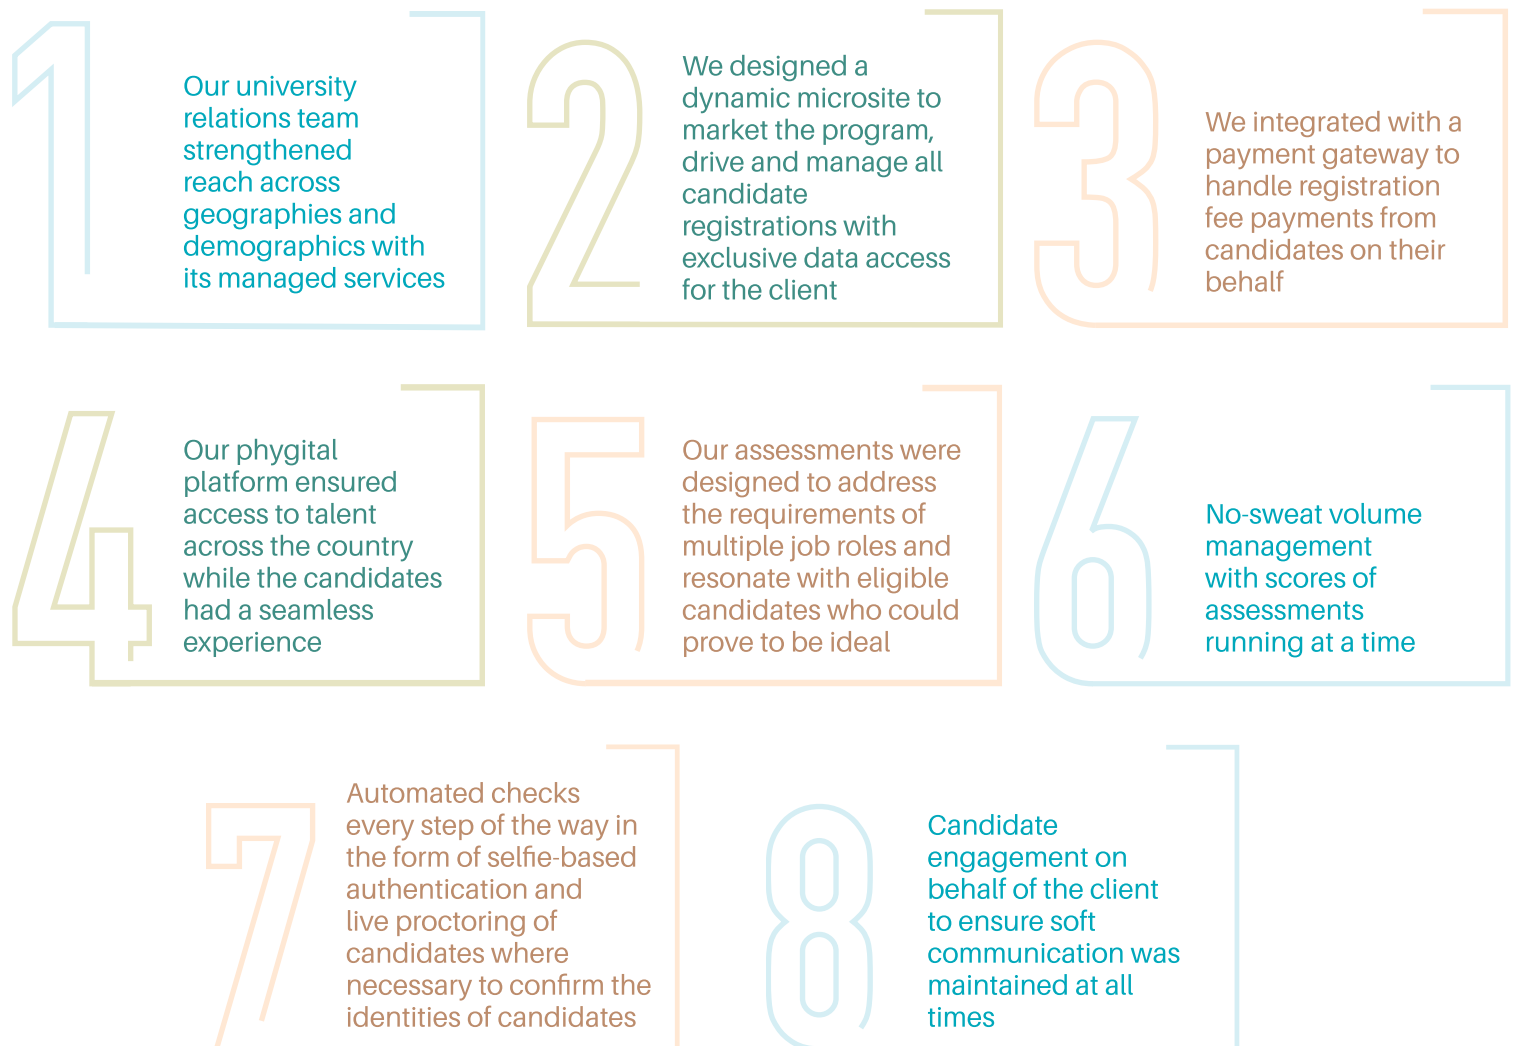 1
Our university
relations team
strengthened
reach across
geographies and
demographics with
its managed services
2
We designed a
dynamic microsite to
market the program,
drive and manage all
candidate
registrations with
exclusive data access
for the client
3
We integrated with a
payment gateway to
handle registration
fee payments from
candidates on their
behalf
4
Our phygital
platform ensured
access to talent
across the country
while the candidates
had a seamless
experience
5
Our assessments were
designed to address
the requirements of
multiple job roles and
resonate with eligible
candidates who could
prove to be ideal
6
No-sweat volume
management
with scores of
assessments
running at a time
7
Automated checks
every step of the way in
the form of selfie-based
authentication and
live proctoring of
candidates where
necessary to confirm the
identities of candidates
8
Candidate
engagement on
behalf of the client
to ensure soft
communication was
maintained at all
times